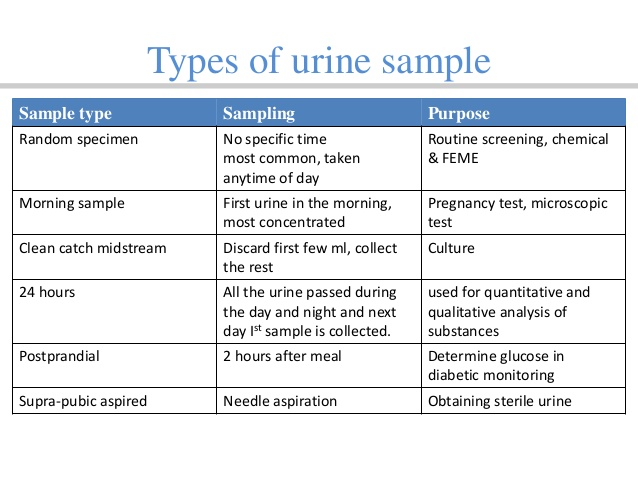 Types of urine sample
Sample type Sampling Purpose
Random specimen No specific time Routine screening, chemical
most common, taken & FEME
anytime of day
Morning sample First urine in the morning, Pregnancy test, microscopic
most concentrated test
Clean catch midstream Discard first few ml, collect Culture
the rest
24 hours All the urine passed during used for quantitative and
the day and night and next qualitative analysis of
day Ist sample is collected. substances
Postprandial 2 hours after meal Determine glucose in
diabetic monitoring
Supra-pubic aspired Needle aspiration Obtaining sterile urine